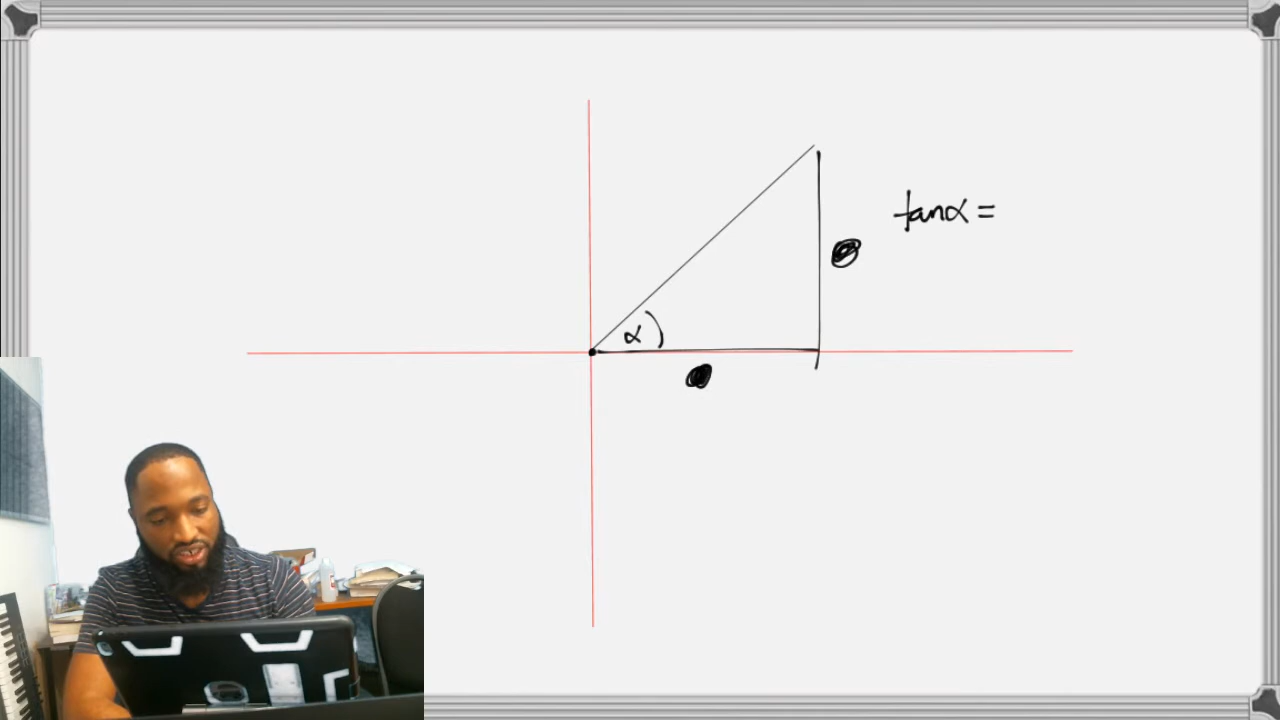 tanα =
α